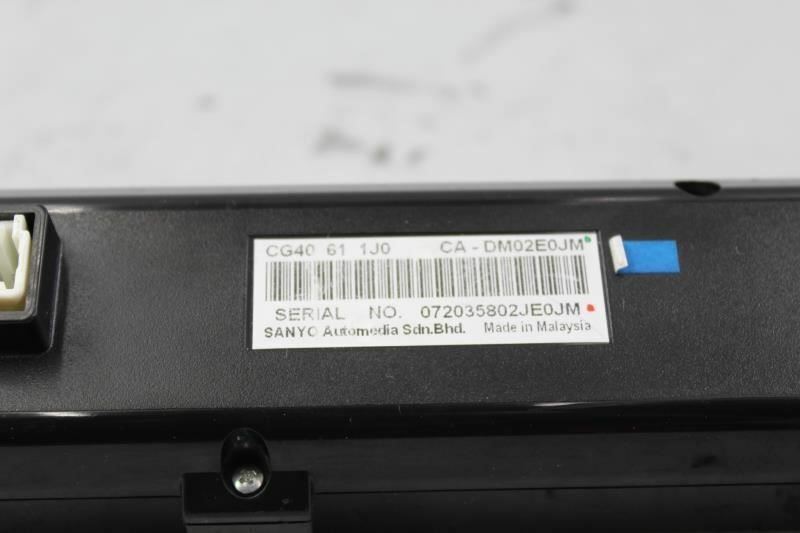 CG40 61 1J0 CA - DM02E0JM
SERIAL NO. 072035802JE0JM
SANYO Automedia Sdn.Bhd. Made in Malaysia